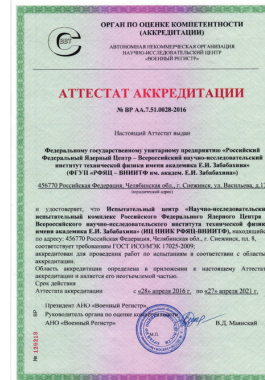 ОРГАН ПО ОЦЕНКЕ КОМПЕТЕНТНОСТИ
(АККРЕДИТАЦИИ)
АВТОНОМНАЯ НЕКОММЕРЧЕСКАЯ ОРГАНИЗАЦИЯ
НАУЧНО-ИССЛЕДОВАТЕЛЬСКИЙ ЦЕНТР
«ВОЕННЫЙ РЕГИСТР»
АТТЕСТАТ АККРЕДИТАЦИИ
№ ВР АА.7.51.0028-2016
Настоящий Аттестат выдан
Федеральному государственному унитарному предприятию «Российский
Федеральный Ядерный Центр – Всероссийский научно-исследовательский
институт технической физики имени академика Е.И. Забабахина»
(ФГУП «РФЯЦ – ВНИИТФ им. академ. Е.И. Забабахина»)
456770 Российская Федерация, Челябинская обл., г. Снежинск, ул. Васильева, д.13
и удостоверяет, что Испытательный центр «Научно-исследовательский
испытательный комплекс Российского Федерального Ядерного Центра
Всероссийского научно-исследовательского института технической физики
имени академика Е.И. Забабахина» (ИЦ НИИК РФЯЦ-ВНИИТФ),
по адресу: 456770 Российская Федерация, Челябинская обл., г. Снежинск, пл. 8,
соответствует требованиям ГОСТ ИСО/МЭК 17025-2009;
аккредитован для проведения работ по испытаниям в соответствии с областью
аккредитации.
Область аккредитации определена в приложении к настоящему Аттестату
аккредитации и является его неотъемлемой частью.
Срок действия
Аттестата аккредитации с «28» апреля 2016 г. по «27» апреля 2021 г.
Президент АНО «Военный Регистр»
Руководитель органа по оценке компетентности
АНО «Военный Регистр» В.Д. Маянский
М.П.